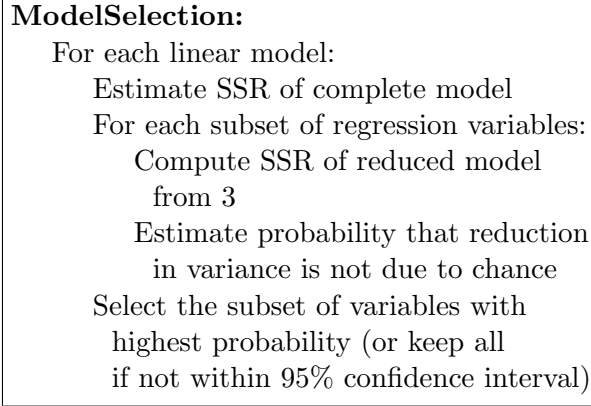 ModelSelection:
For each linear model:
Estimate SSR of complete model
For each subset of regression variables:
Compute SSR of reduced model
from 3
Estimate probability that reduction
in variance is not due to chance
Select the subset of variables with
highest probability (or keep all
if not within 95% confidence interval)